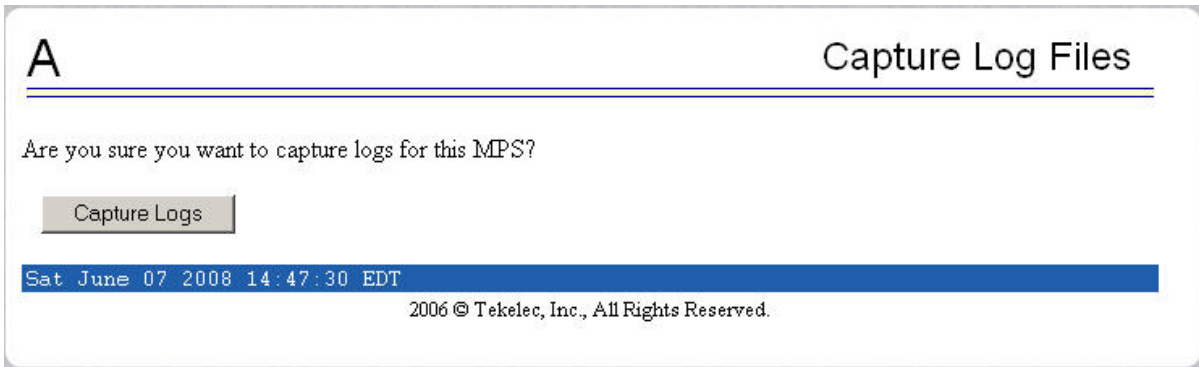 A
Capture Log Files
Are you sure you want to capture logs for this MPS?
Capture Logs
Sat June 07 2008 14:47:30 EDT
2006 © Tekelec, Inc., All Rights Reserved.